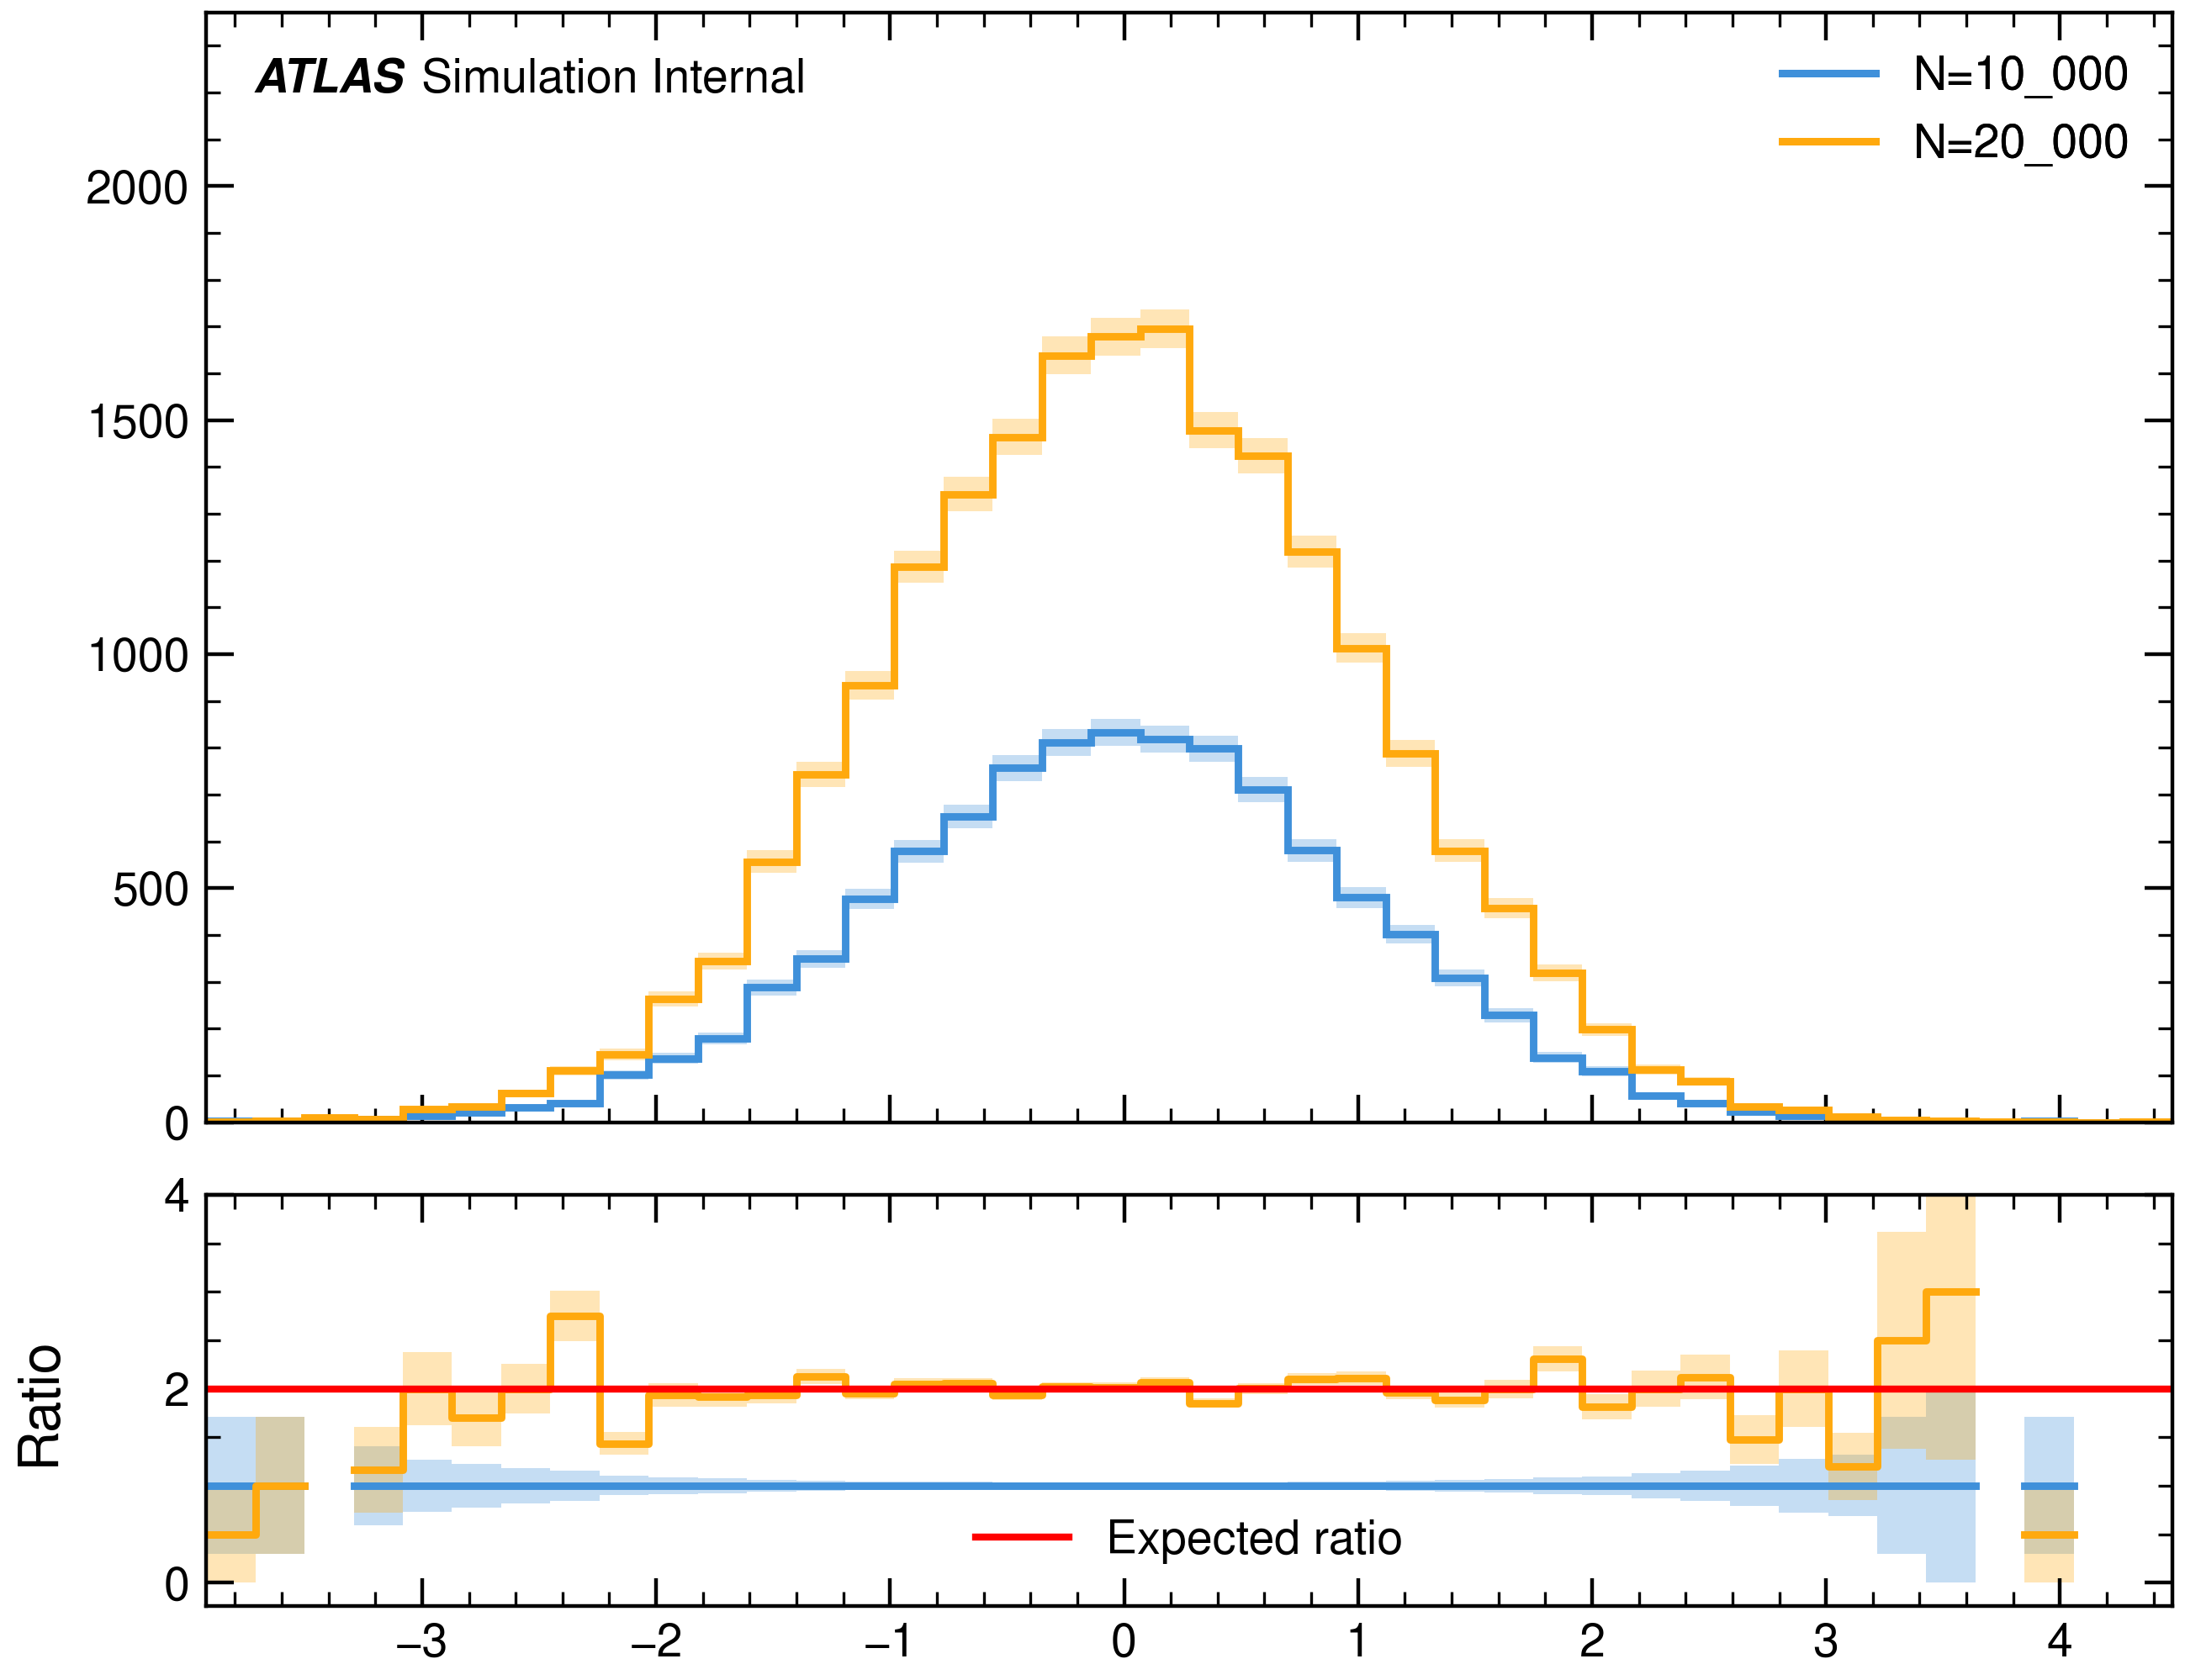 ATLAS Simulation Internal
N=10_000
N=20_000
2000
1500
1000
500
0
4
2
0
Ratio
Expected ratio
−3 −2 −1 0 1 2 3 4